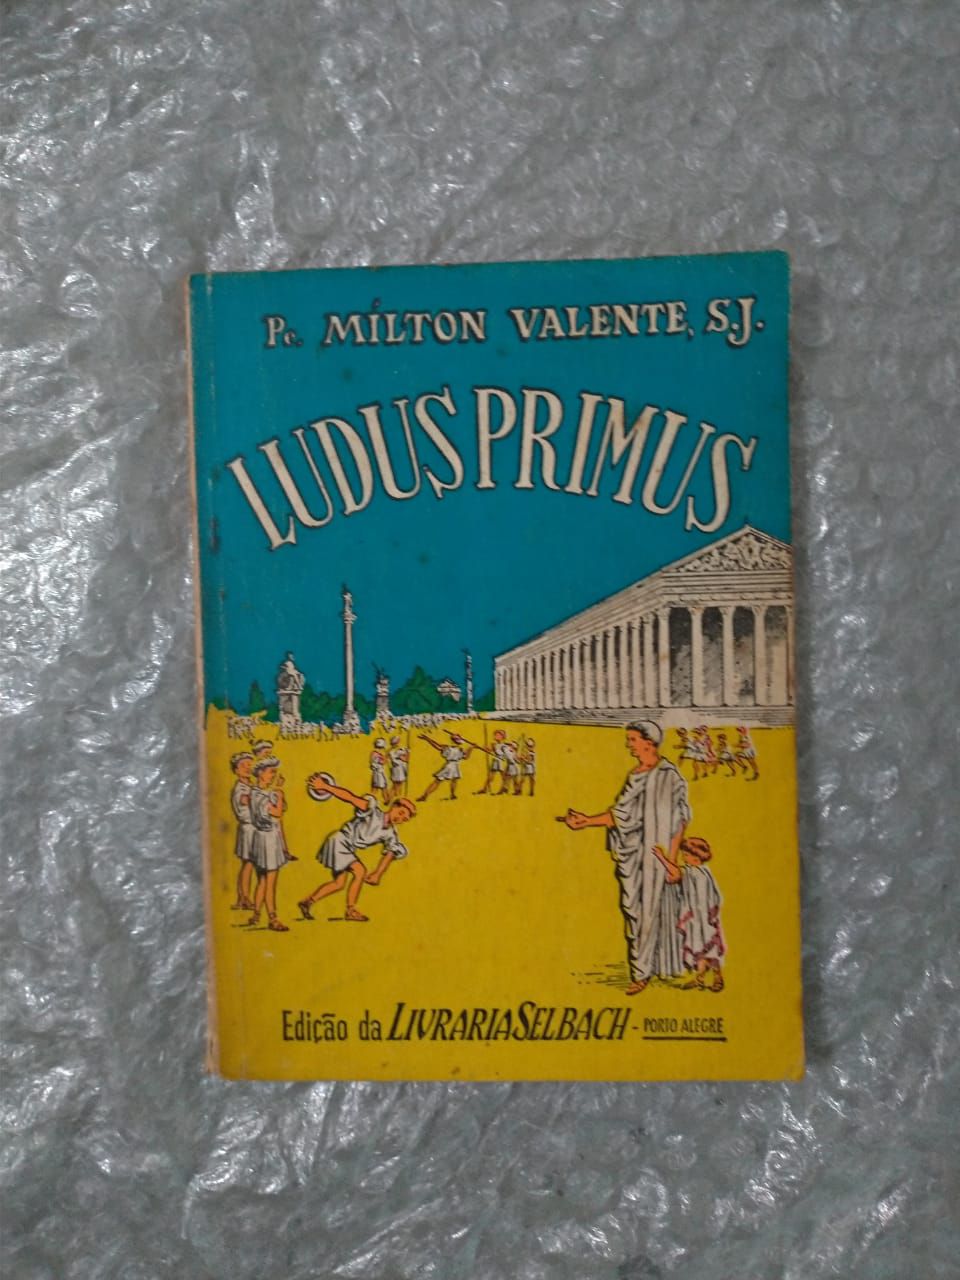 Pe. MÍLTON VALENTE, S.J.
LUDUS PRIMUS
Edição da LIVRARIA SELBACH - PORTO ALEGRE